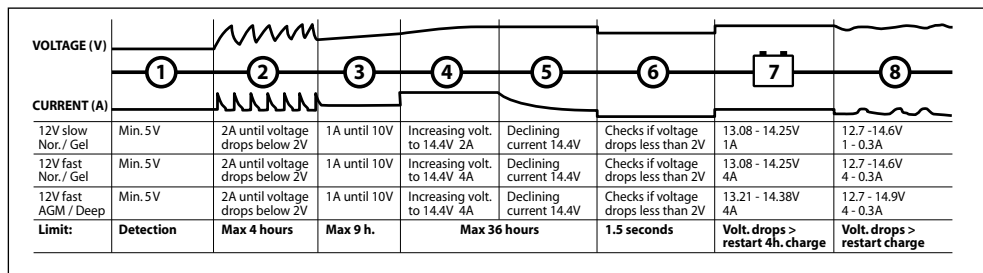 VOLTAGE (V)
1 2 3 4 5 6 7 8
CURRENT (A)
12V slow Min. 5V 2A until voltage 1A until 10V Increasing volt. Declining Checks if voltage 13.08 - 14.25V 12.7 -14.6V
Nor./ Gel drops below 2V to 14.4V 2A current 14.4V drops less than 2V 1A 1 - 0.3A
12V fast Min. 5V 2A until voltage 1A until 10V Increasing volt. Declining Checks if voltage 13.08 - 14.25V 12.7 -14.6V
Nor./ Gel drops below 2V to 14.4V 4A current 14.4V drops less than 2V 4A 4 - 0.3A
12V fast Min. 5V 2A until voltage 1A until 10V Increasing volt. Declining Checks if voltage 13.21 - 14.38V 12.7 - 14.9V
AGM / Deep drops below 2V to 14.4V 4A current 14.4V drops less than 2V 4A 4 - 0.3A
Limit: Detection Max 4 hours Max 9 h. Max 36 hours 1.5 seconds Volt. drops > Volt. drops >
restart 4h. charge restart charge